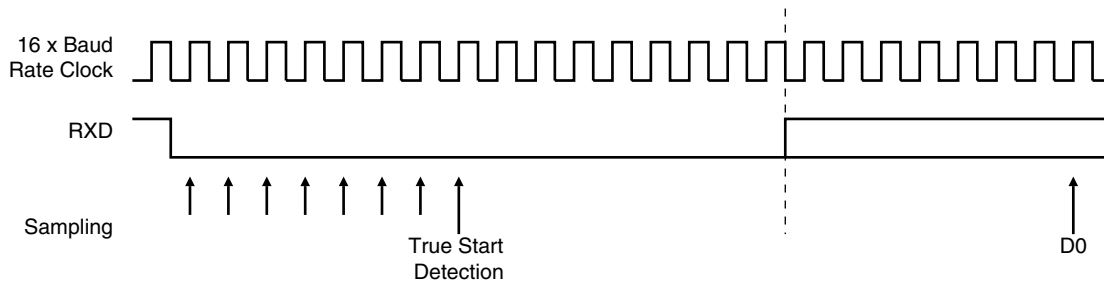 16 x Baud
Rate Clock
RXD
Sampling
True Start
Detection
D0